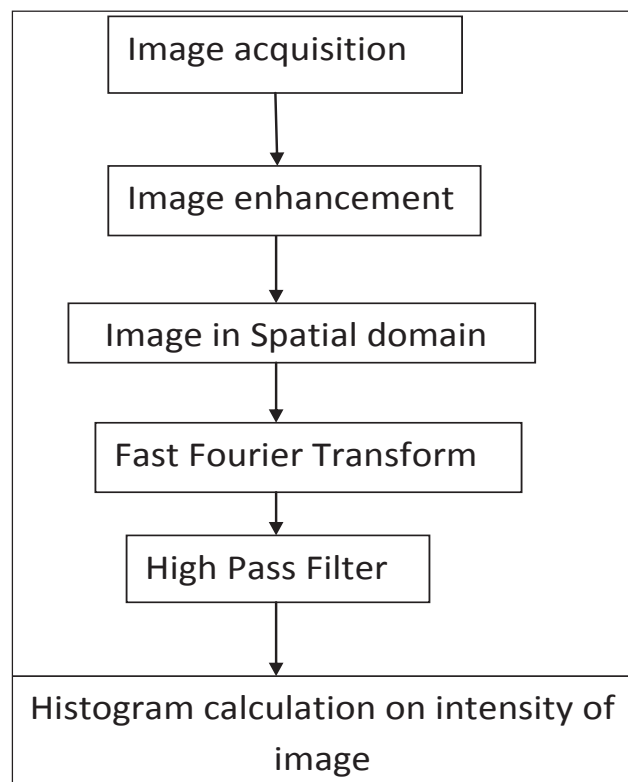 Image acquisition
Image enhancement
Image in Spatial domain
Fast Fourier Transform
High Pass Filter
Histogram calculation on intensity of
image